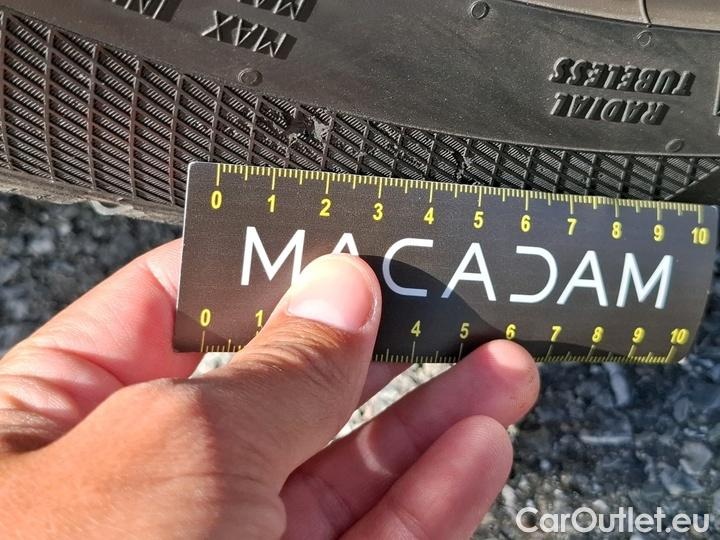 MAX
MAX
RADIAL
TUBELESS
0 1 2 3 4 5 6 7 8 9 10
MACADAM
0 1 4 5 6 7 8 9 10
CarOutlet.eu